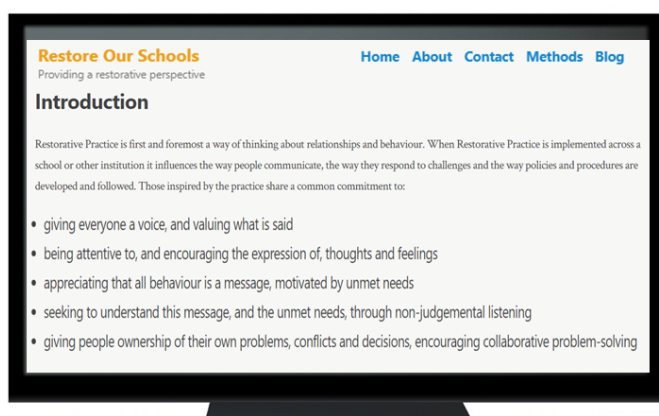 Restore Our Schools
Home About Contact Methods Blog
Providing a restorative perspective
Introduction
Restorative Practice is first and foremost a way of thinking about relationships and behaviour. When Restorative Practice is implemented across a
school or other institution it influences the way people communicate, the way they respond to challenges and the way policies and procedures are
developed and followed. Those inspired by the practice share a common commitment to:
• giving everyone a voice, and valuing what is said
• being attentive to, and encouraging the expression of, thoughts and feelings
• appreciating that all behaviour is a message, motivated by unmet needs
• seeking to understand this message, and the unmet needs, through non-judgemental listening
• giving people ownership of their own problems, conflicts and decisions, encouraging collaborative problem-solving